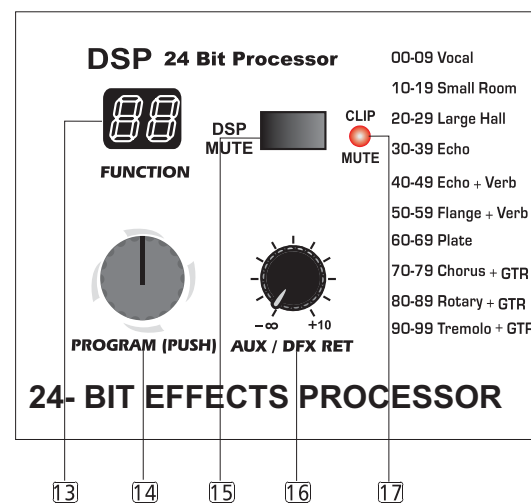 DSP 24 Bit Processor
88
FUNCTION
DSP
MUTE
CLIP
MUTE
00-09 Vocal
10-19 Small Room
20-29 Large Hall
30-39 Echo
40-49 Echo + Verb
50-59 Flange + Verb
60-69 Plate
70-79 Chorus + GTR
80-89 Rotary + GTR
90-99 Tremolo + GTR
PROGRAM (PUSH)
-∞ +10
AUX / DFX RET
24- BIT EFFECTS PROCESSOR
13 14 15 16 17